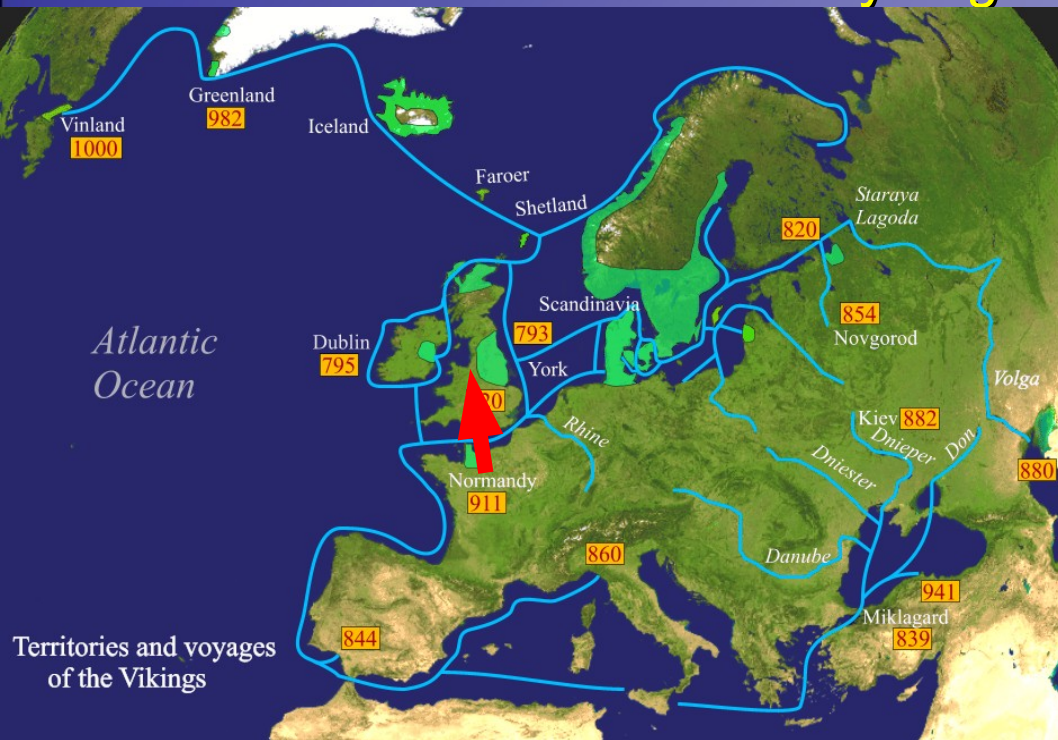 Greenland
982
Vinland
1000
Iceland
Faroer
Shetland
Staraya
Lagoda
820
Scandinavia
854
Novgorod
793
Dublin
795
York
Atlantic
Ocean
Volga
20
Rhine
Kiev 882
Dnieper
Don
Dniester
880
Normandy
911
860
Danube
941
Miklagard
839
844
Territories and voyages
of the Vikings